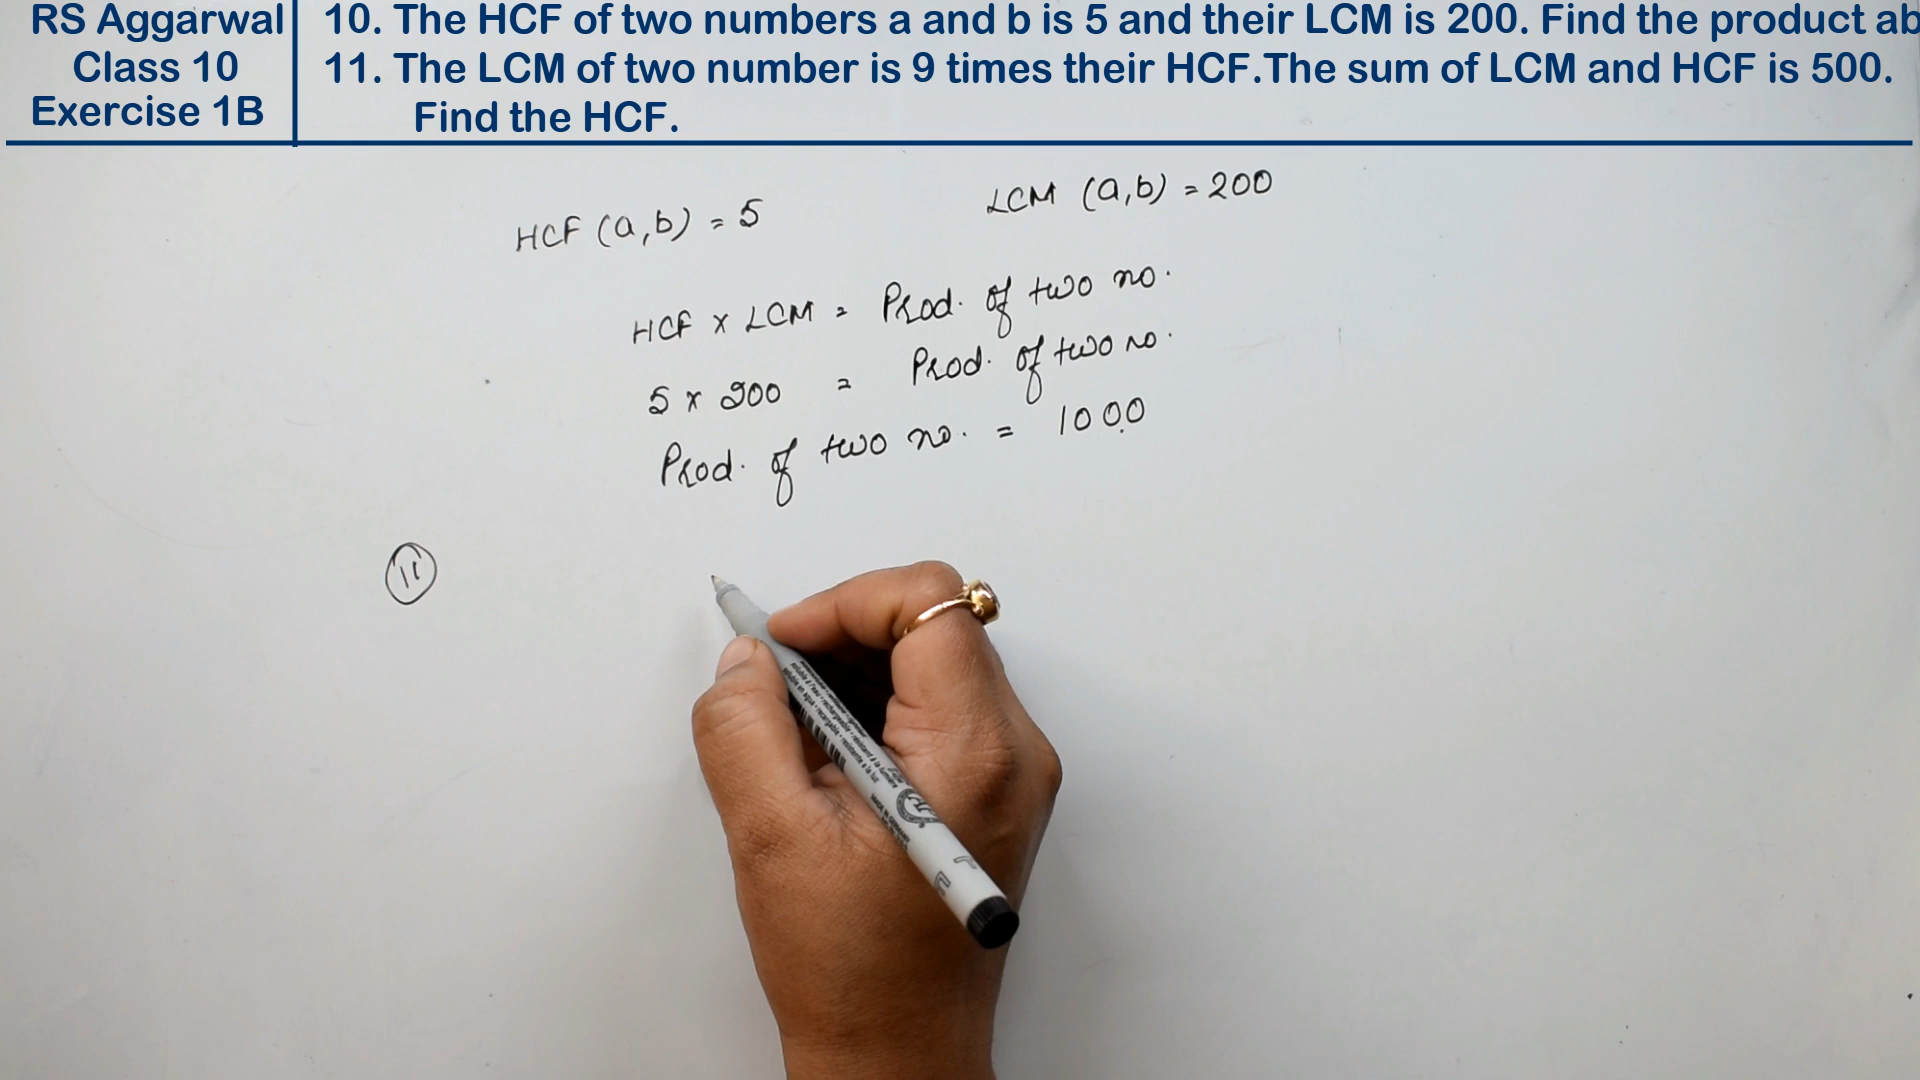 RS Aggarwal
Class 10
Exercise 1B
10. The HCF of two numbers a and b is 5 and their LCM is 200. Find the product ab
11. The LCM of two number is 9 times their HCF.The sum of LCM and HCF is 500.
Find the HCF.
HCF (a,b) = 5
LCM (a,b) = 200
HCF x LCM = Prod. of two no.
5 x 200 = Prod. of two no.
Prod. of two no. = 1000
11